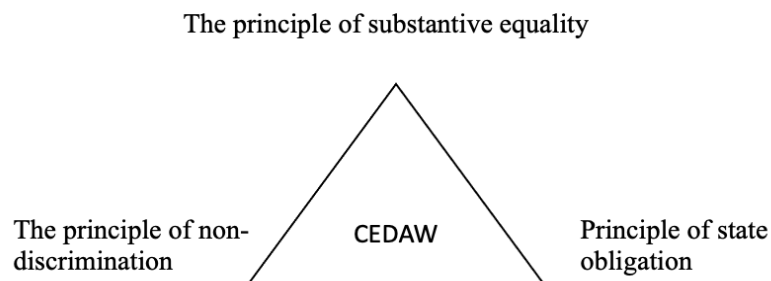 The principle of substantive equality
The principle of non-
discrimination
CEDAW
Principle of state
obligation